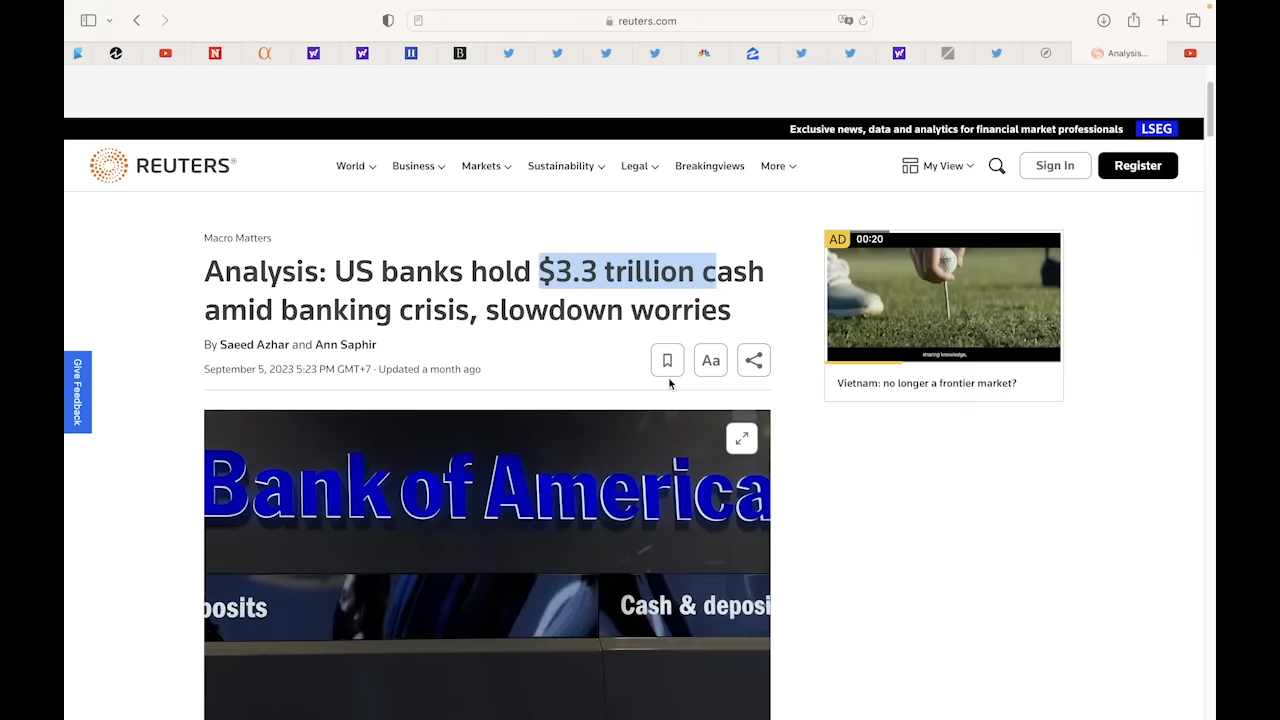 reuters.com
Analysis...
Exclusive news, data and analytics for financial market professionals LSEG
REUTERS®
World
Business
Markets
Sustainability
Legal
Breakingviews
More
My View
Sign In
Register
Macro Matters
Analysis: US banks hold $3.3 trillion cash
amid banking crisis, slowdown worries
By Saeed Azhar and Ann Saphir
September 5, 2023 5:23 PM GMT+7 · Updated a month ago
Aa
Give Feedback
AD 00:20
sharing knowledge,
Vietnam: no longer a frontier market?
Bank of America
posits
Cash & deposi